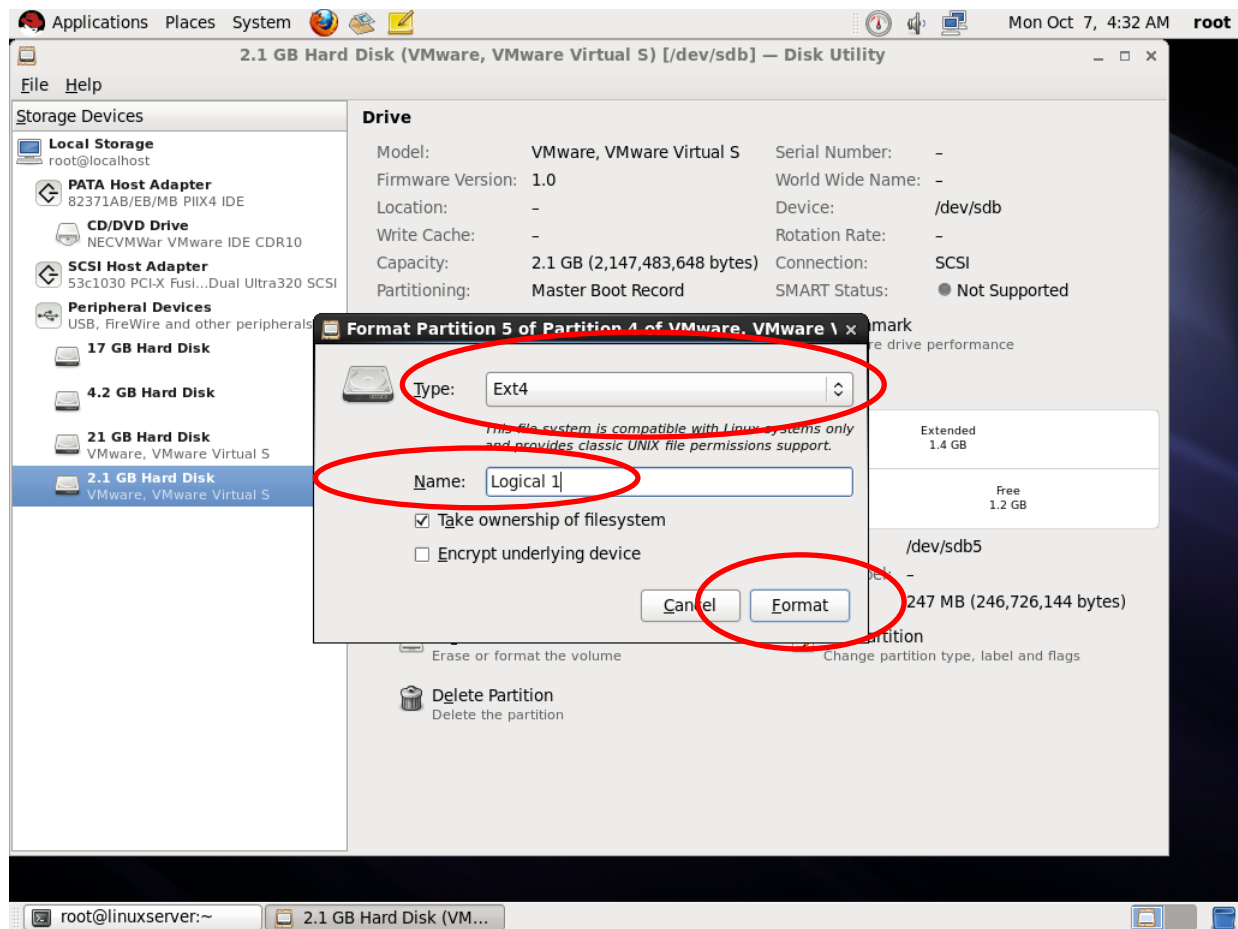 Applications Places System Mon Oct 7, 4:32 AM root
2.1 GB Hard Disk (VMware, VMware Virtual S) [/dev/sdb] — Disk Utility
File Help
Storage Devices
Local Storage
root@localhost
PATA Host Adapter
82371AB/EB/MB PIIX4 IDE
CD/DVD Drive
NECVMWar VMware IDE CDR10
SCSI Host Adapter
53c1030 PCI-X Fusi...Dual Ultra320 SCSI
Peripheral Devices
USB, FireWire and other peripherals
17 GB Hard Disk
4.2 GB Hard Disk
21 GB Hard Disk
VMware, VMware Virtual S
2.1 GB Hard Disk
VMware, VMware Virtual S
Drive
Model: VMware, VMware Virtual S Serial Number: –
Firmware Version: 1.0 World Wide Name: –
Location: – Device: /dev/sdb
Write Cache: – Rotation Rate: –
Capacity: 2.1 GB (2,147,483,648 bytes) Connection: SCSI
Partitioning: Master Boot Record SMART Status: Not Supported
mark
re drive performance
Extended
1.4 GB
Free
1.2 GB
/dev/sdb5
–
247 MB (246,726,144 bytes)
Format Partition 5 of Partition 4 of VMware, VMware V
Type: Ext4
This file system is compatible with Linux systems only
and provides classic UNIX file permissions support.
Name: Logical 1
Take ownership of filesystem
Encrypt underlying device
Cancel Format
Erase or format the volume
artition
Change partition type, label and flags
Delete Partition
Delete the partition
root@linuxserver:~ 2.1 GB Hard Disk (VM...